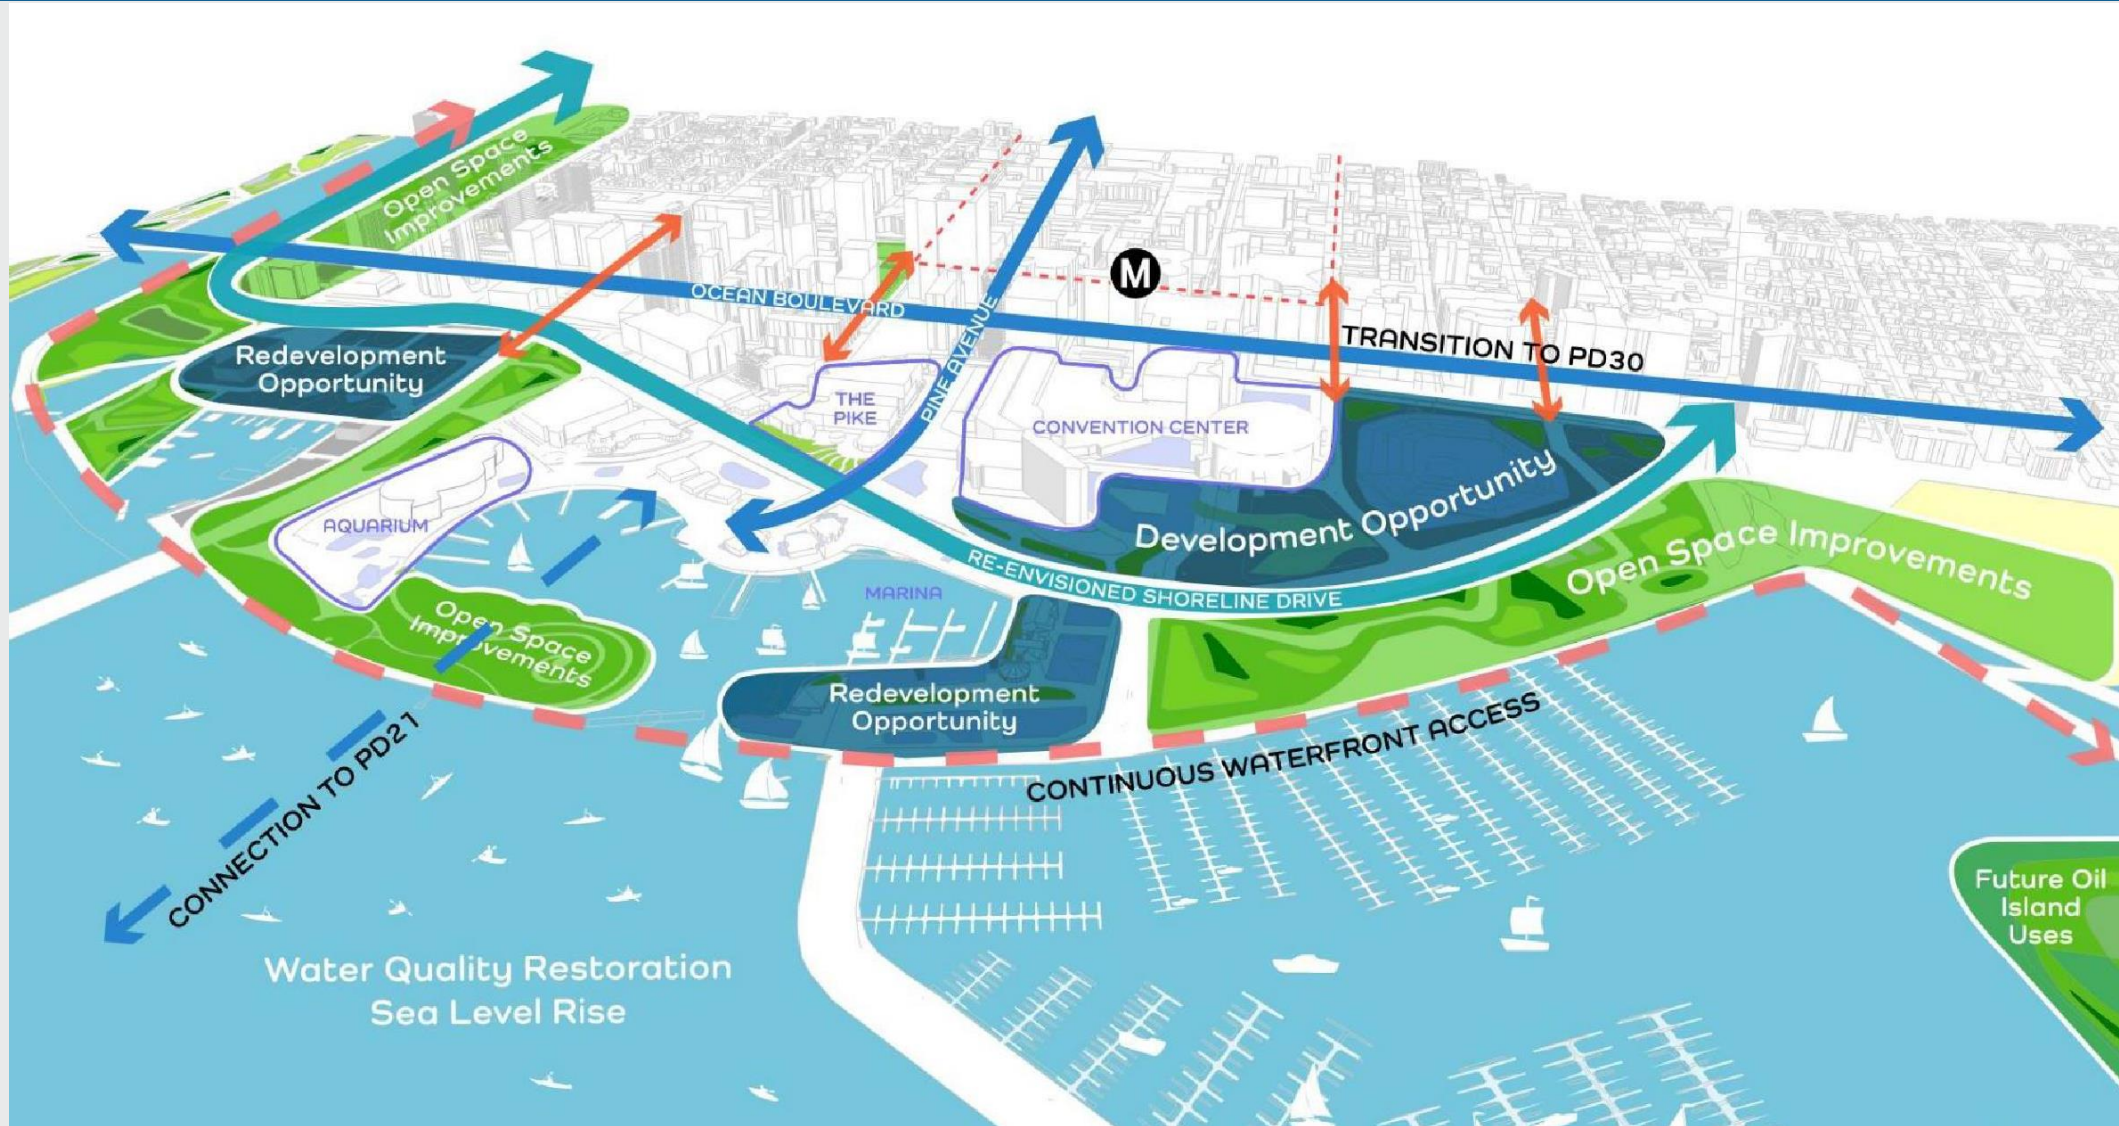 Open Space
Improvements
OCEAN BOULEVARD
M
PINE AVENUE
TRANSITION TO PD30
Redevelopment
Opportunity
THE
PIKE
CONVENTION CENTER
Development Opportunity
AQUARIUM
RE-ENVISIONED SHORELINE DRIVE
Open Space Improvements
MARINA
Open Space
Improvements
Redevelopment
Opportunity
CONTINUOUS WATERFRONT ACCESS
CONNECTION TO PD21
Future Oil
Island
Uses
Water Quality Restoration
Sea Level Rise